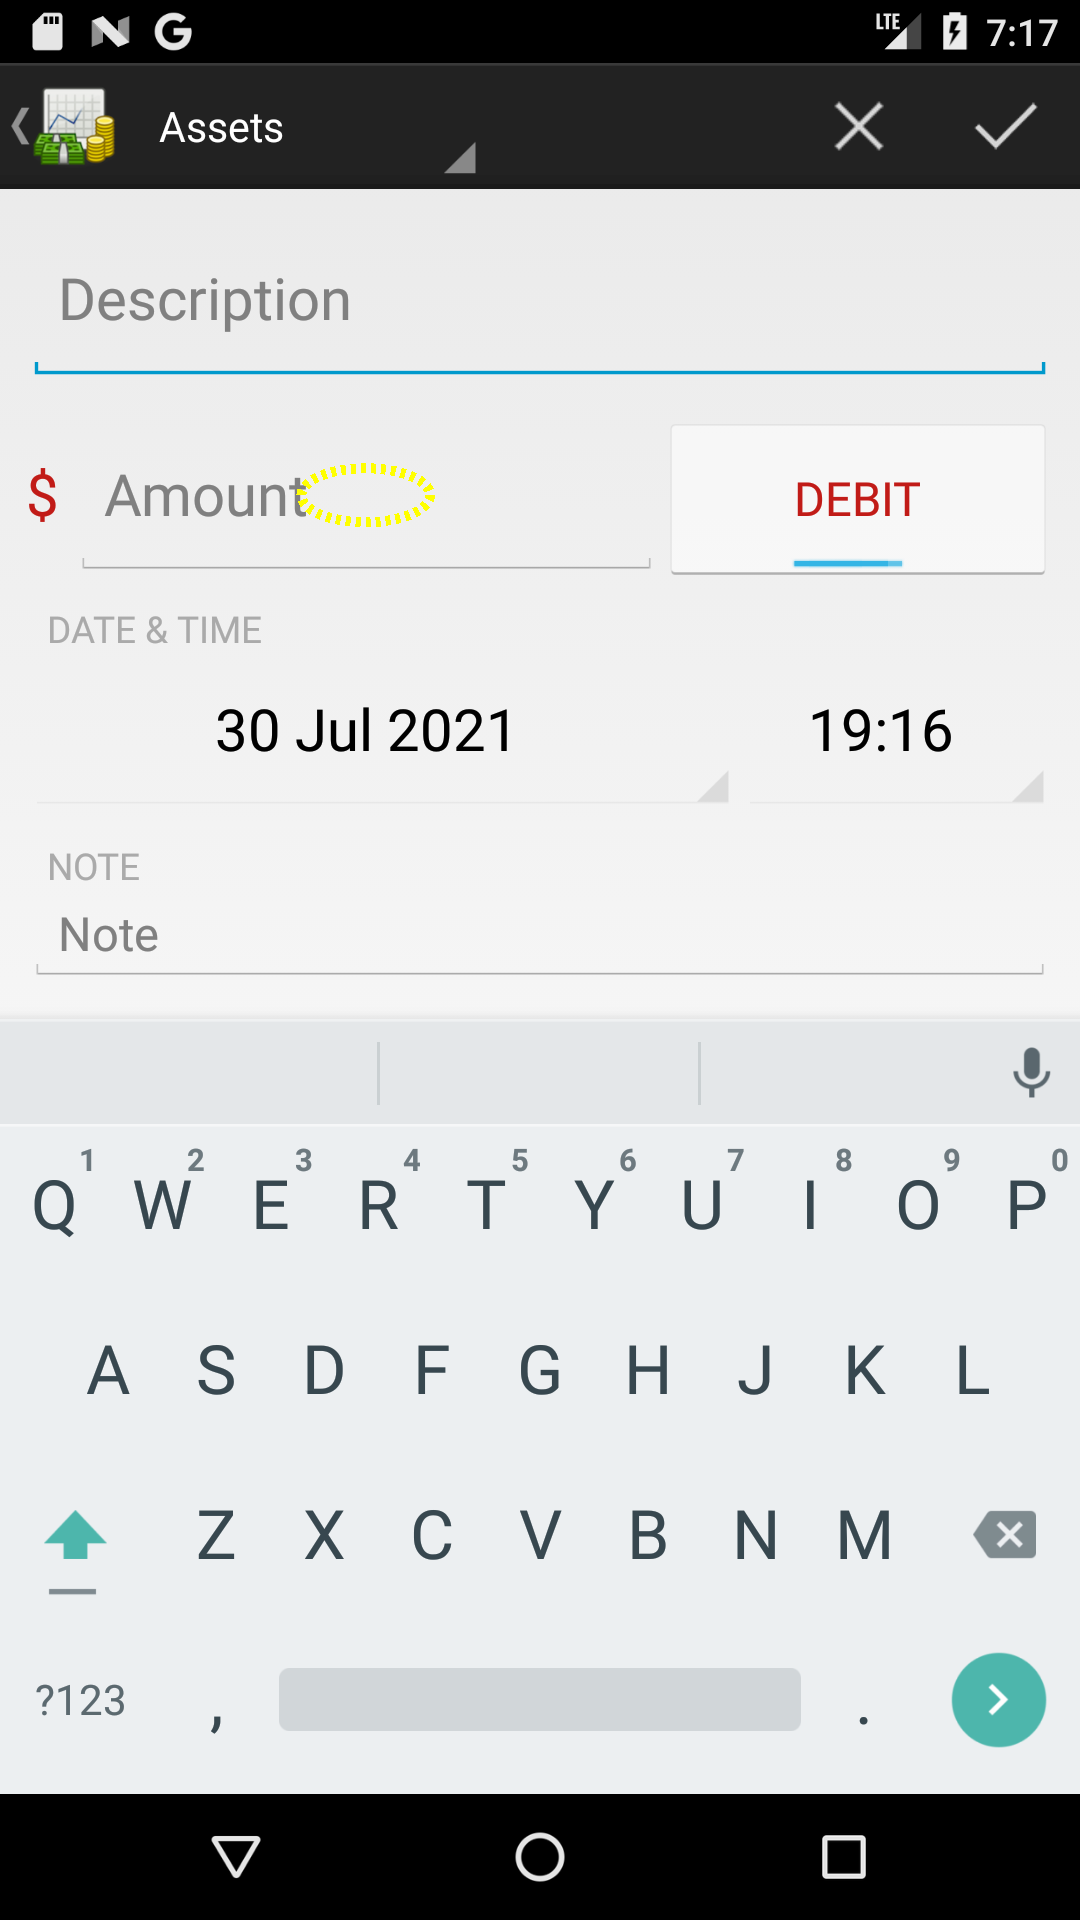 LTE 7:17
Assets
Description
$ Amount DEBIT
DATE & TIME
30 Jul 2021 19:16
NOTE
Note
1 2 3 4 5 6 7 8 9 0
Q W E R T Y U I O P
A S D F G H J K L
Z X C V B N M
?123 , .